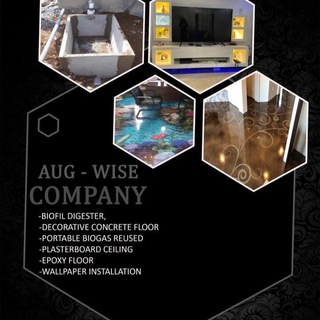 AUG - WISE
COMPANY
-BIOFIL DIGESTER,
-DECORATIVE CONCRETE FLOOR
-PORTABLE BIOGAS REUSED
-PLASTERBOARD CEILING
-EPOXY FLOOR
-WALLPAPER INSTALLATION